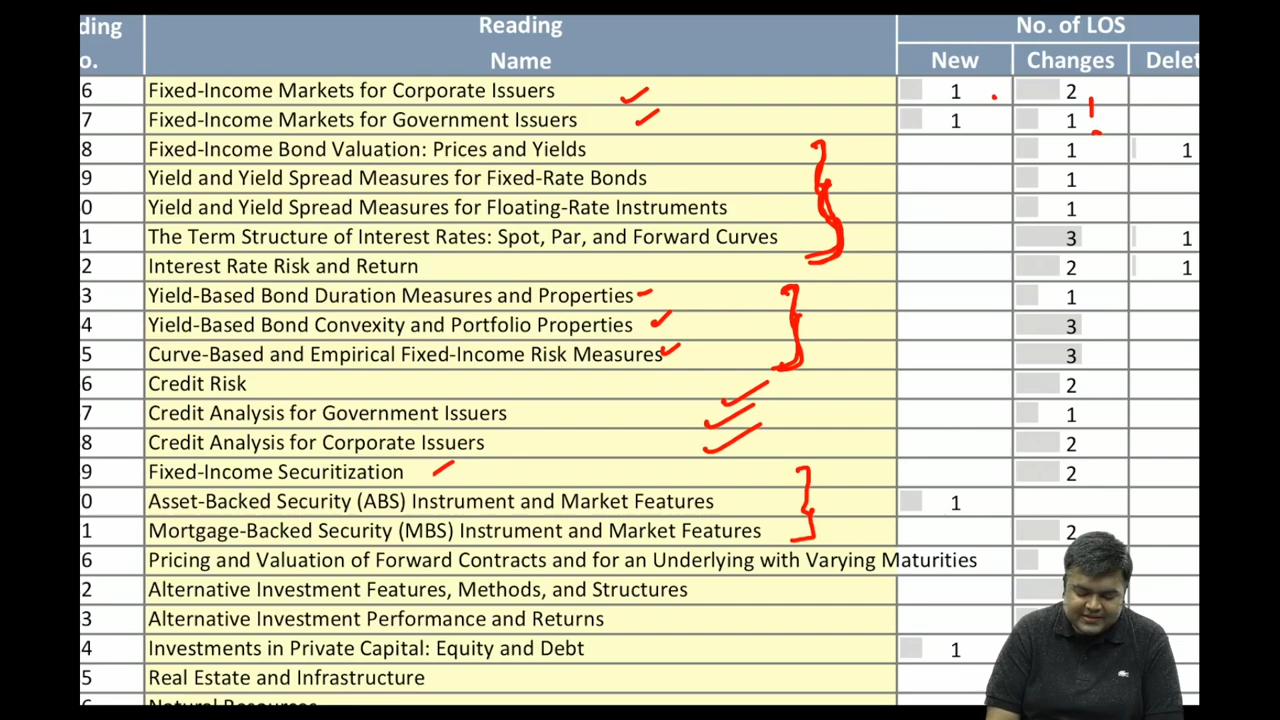 ding Reading No. of LOS
o. Name New Changes Delet
6 Fixed-Income Markets for Corporate Issuers 1 2
7 Fixed-Income Markets for Government Issuers 1 1
8 Fixed-Income Bond Valuation: Prices and Yields 1 1
9 Yield and Yield Spread Measures for Fixed-Rate Bonds 1
0 Yield and Yield Spread Measures for Floating-Rate Instruments 1
1 The Term Structure of Interest Rates: Spot, Par, and Forward Curves 3 1
2 Interest Rate Risk and Return 2 1
3 Yield-Based Bond Duration Measures and Properties 1
4 Yield-Based Bond Convexity and Portfolio Properties 3
5 Curve-Based and Empirical Fixed-Income Risk Measures 3
6 Credit Risk 2
7 Credit Analysis for Government Issuers 1
8 Credit Analysis for Corporate Issuers 2
9 Fixed-Income Securitization 2
0 Asset-Backed Security (ABS) Instrument and Market Features 1
1 Mortgage-Backed Security (MBS) Instrument and Market Features 2
6 Pricing and Valuation of Forward Contracts and for an Underlying with Varying Maturities
2 Alternative Investment Features, Methods, and Structures
3 Alternative Investment Performance and Returns
4 Investments in Private Capital: Equity and Debt 1
5 Real Estate and Infrastructure
6 Natural Resources